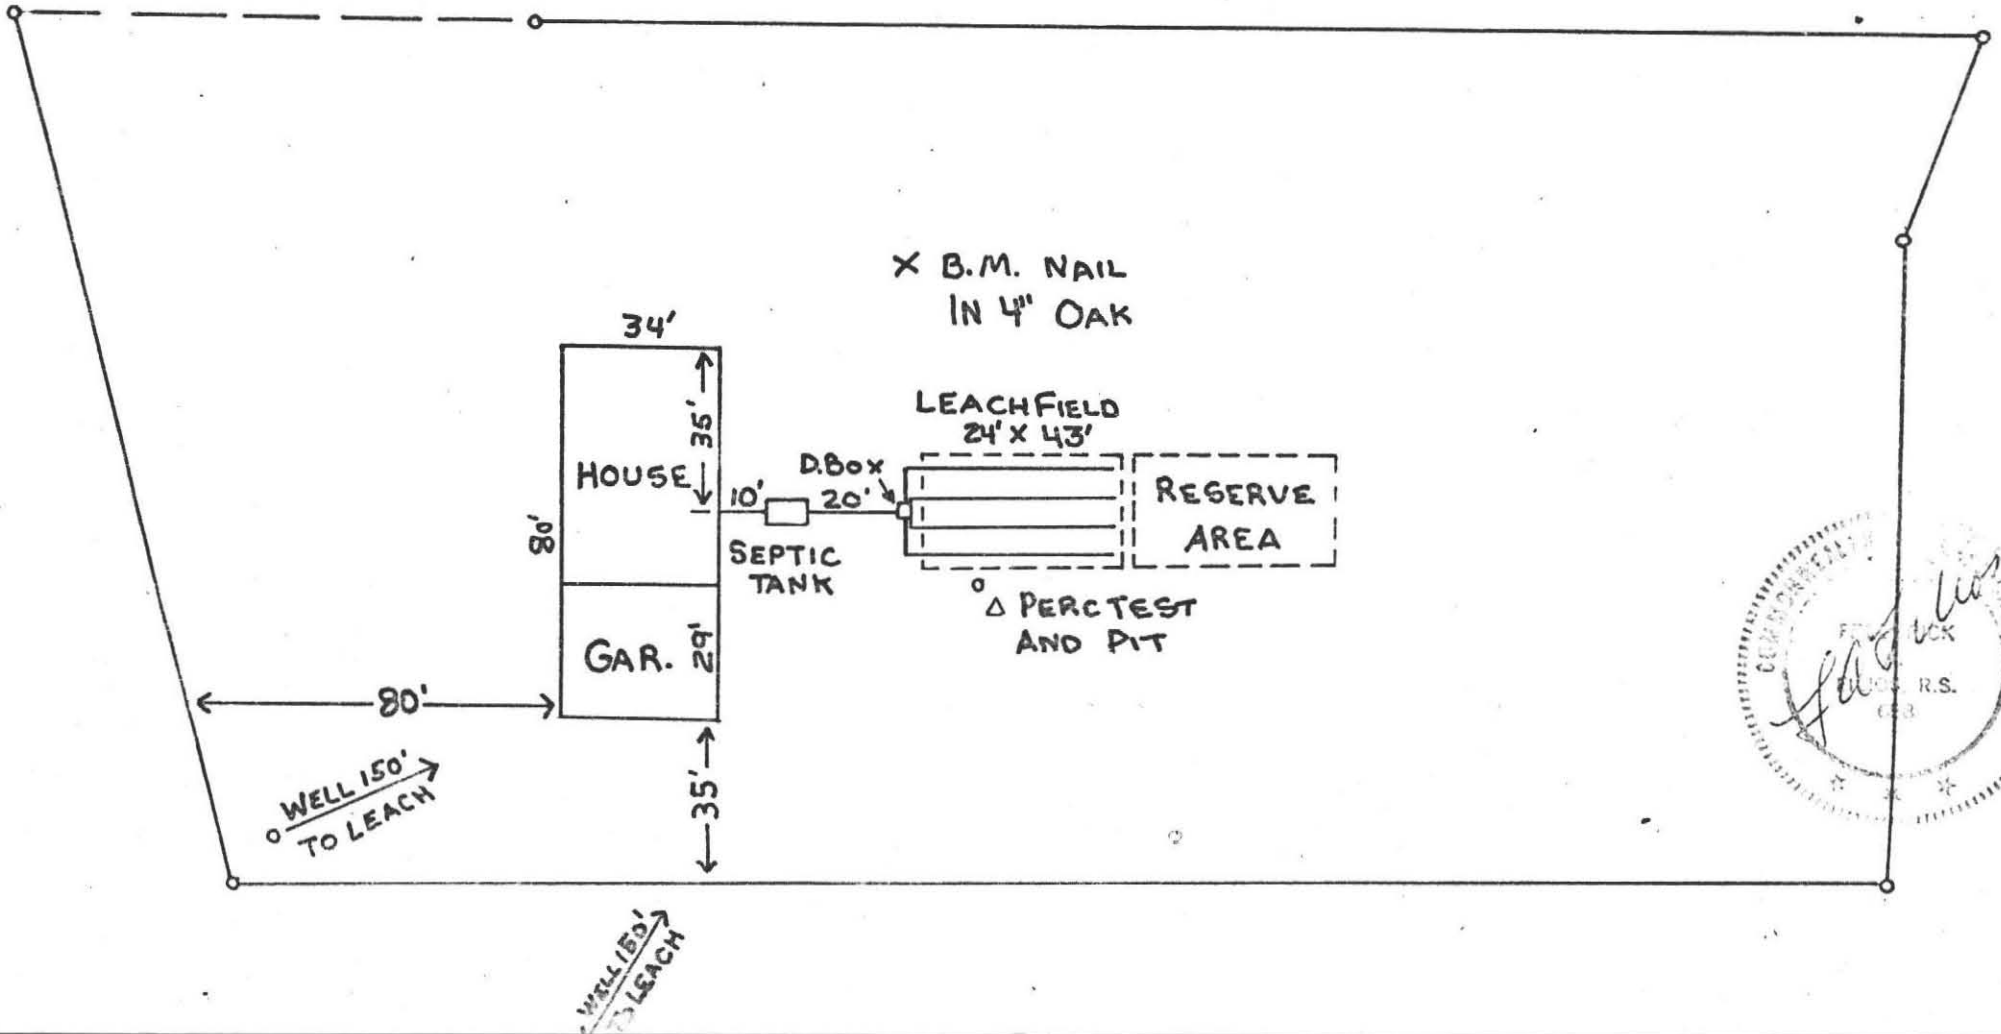 X B.M. NAIL
IN 4" OAK
34'
35'
HOUSE
80'
10'
SEPTIC
TANK
20'
D.BOX
LEACHFIELD
24' X 43'
RESERVE
AREA
Δ PERC TEST
AND PIT
GAR.
29'
80'
35'
WELL 150'
TO LEACH
WELL 150'
TO LEACH
COMMONWEALTH
R.S.